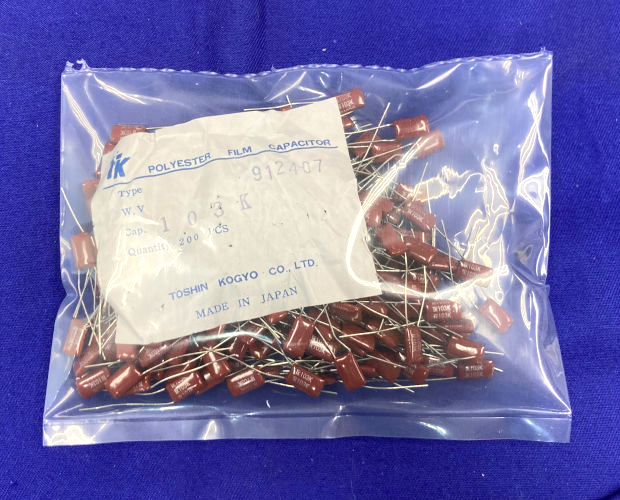 TK POLYESTER FILM CAPACITOR
912407
Type
W.V
Cap. 103K
Quantity 200 PCS
TOSHIN KOGYO CO., LTD.
MADE IN JAPAN